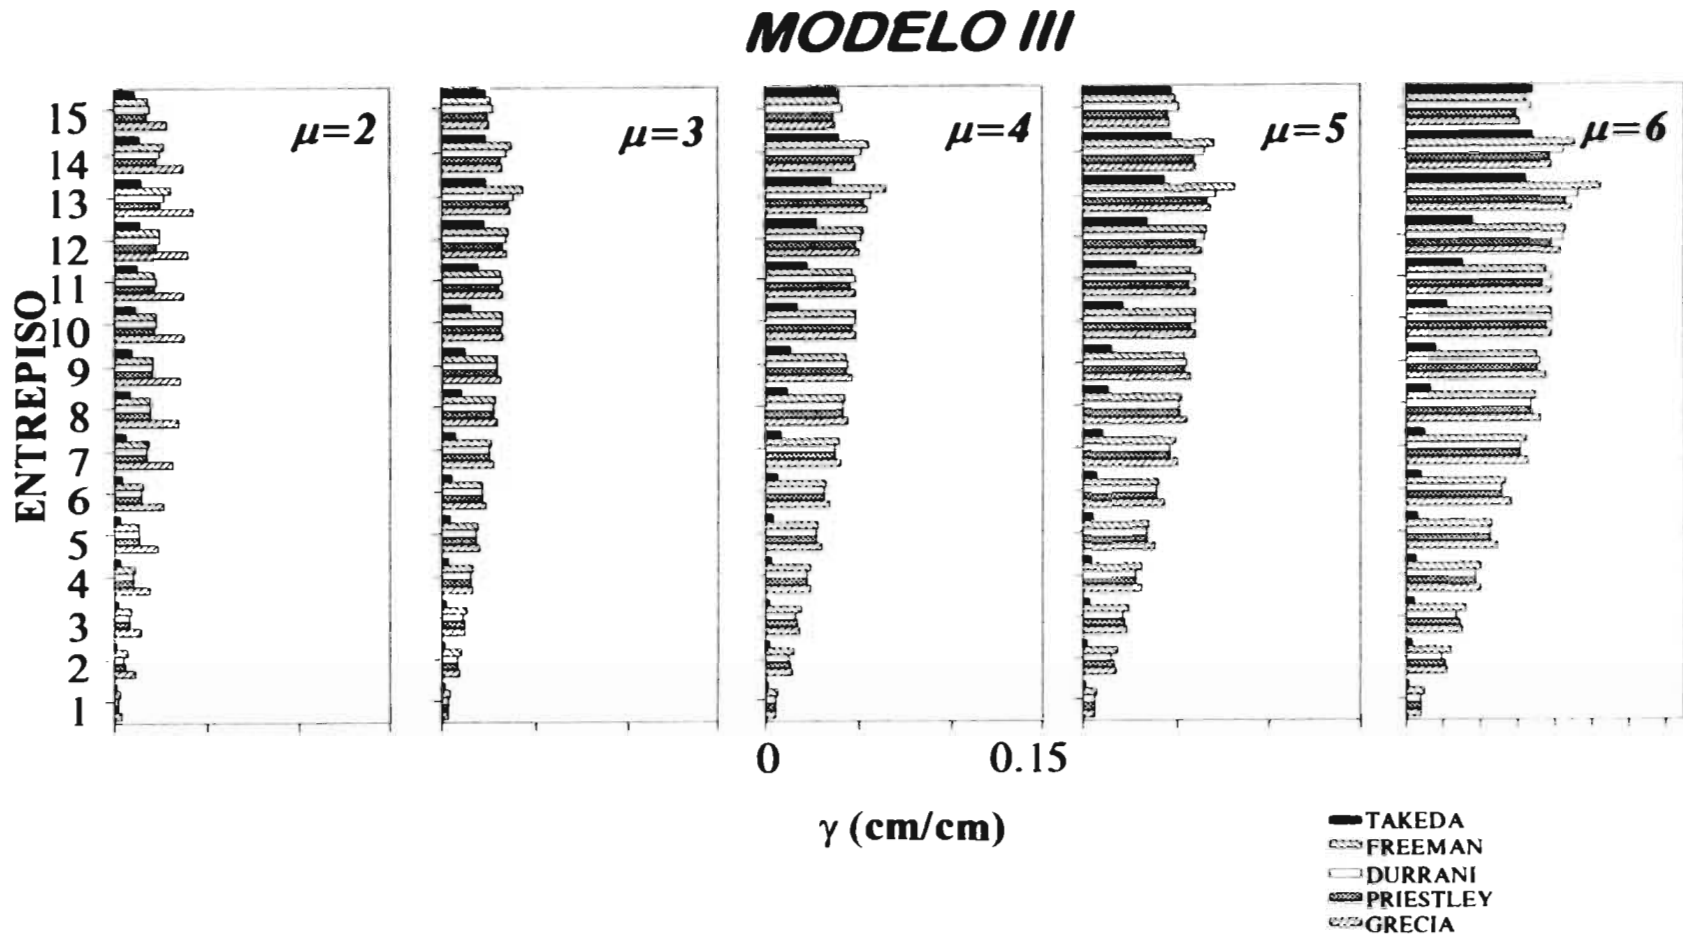 MODELO III
μ=2
μ=3
μ=4
μ=5
μ=6
ENTREPISO
15
14
13
12
11
10
9
8
7
6
5
4
3
2
1
0
0.15
γ (cm/cm)
TAKEDA
FREEMAN
DURRANI
PRIESTLEY
GRECIA